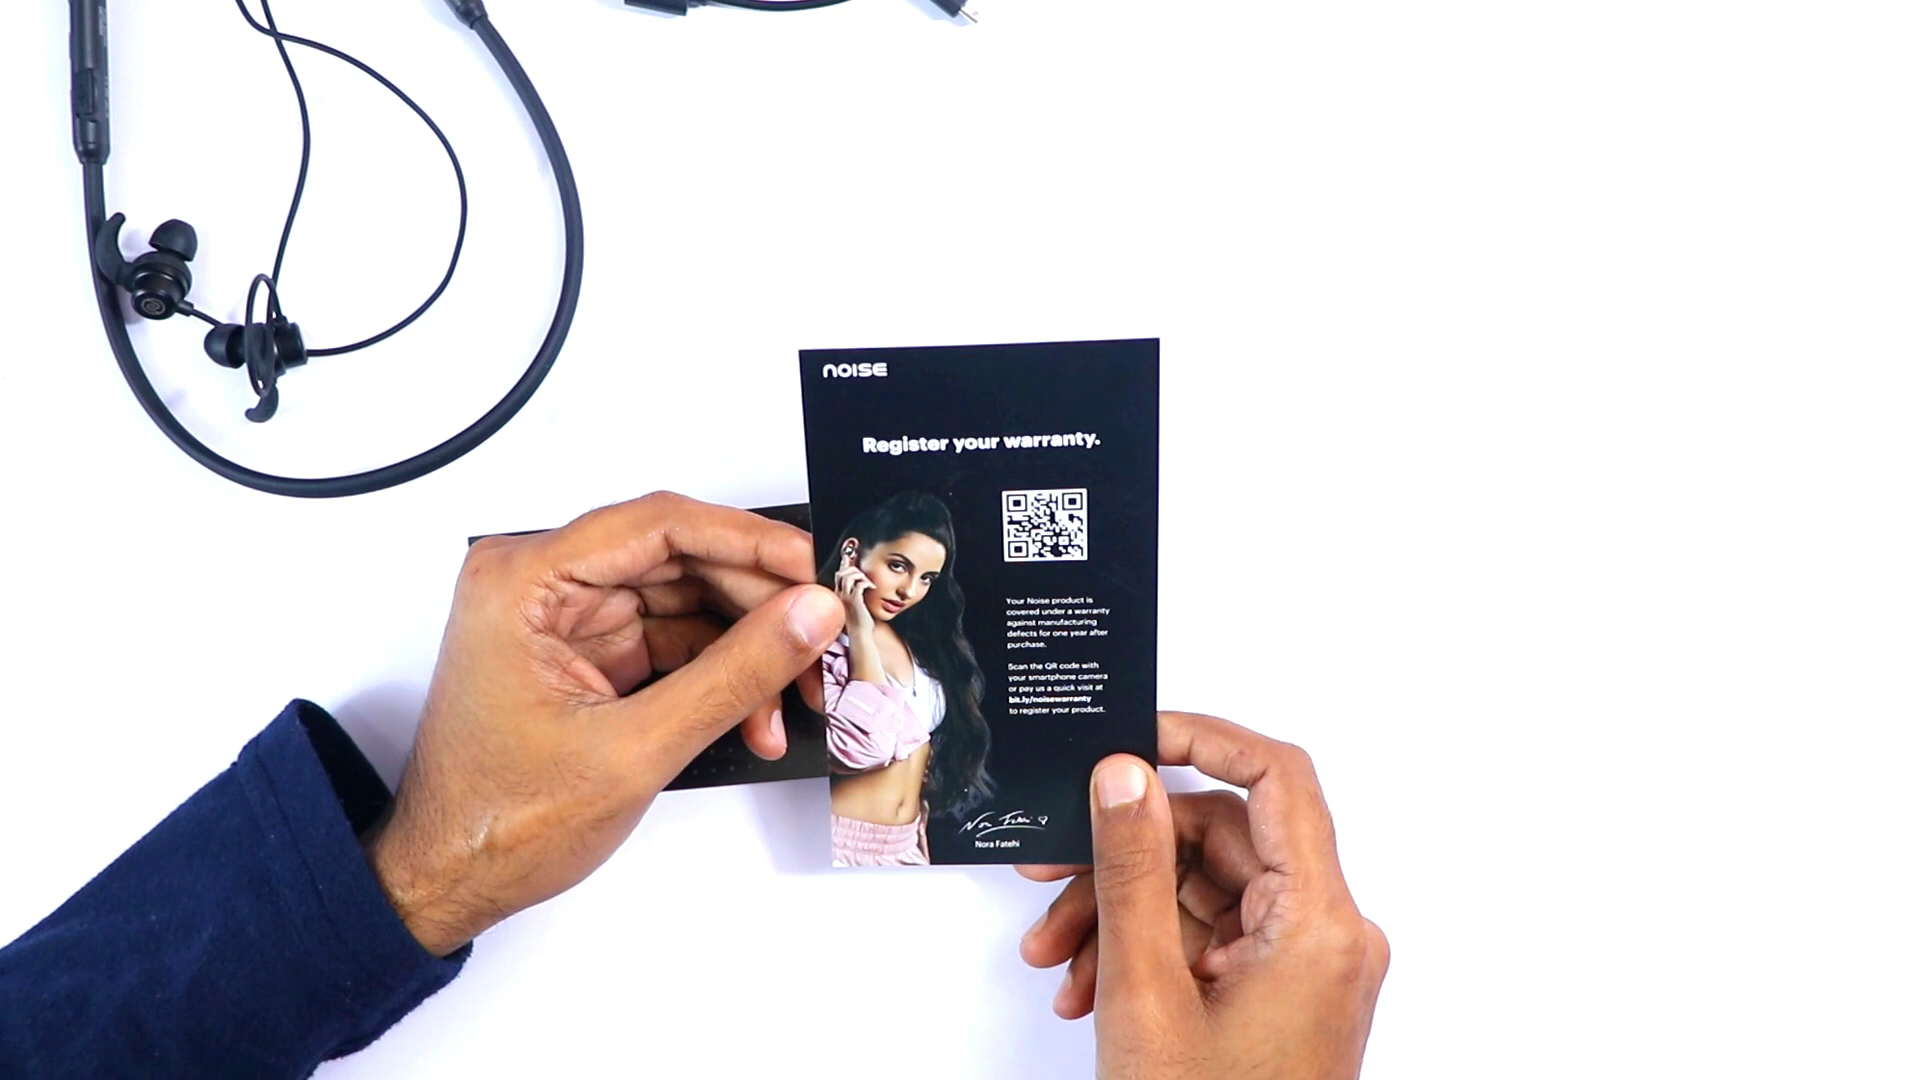 noise
Register your warranty.
Your Noise product is
covered under a warranty
against manufacturing
defects for one year after
purchase.
Scan the QR code with
your smartphone camera
or pay us a quick visit at
bit.ly/noisewarranty
to register your product.
Nora Fatehi
Nora Fatehi